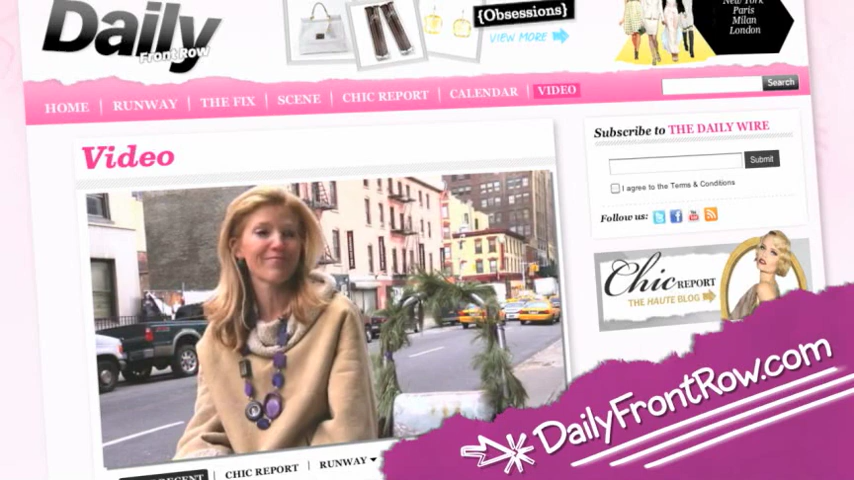 Daily
FrontRow
{Obsessions}
VIEW MORE
New York
Paris
Milan
London
HOME | RUNWAY | THE FIX | SCENE | CHIC REPORT | CALENDAR | VIDEO
Search
Video
Subscribe to THE DAILY WIRE
Submit
I agree to the Terms & Conditions
Follow us:
Chic REPORT
THE HAUTE BLOG
DailyFrontRow.com
RECENT | CHIC REPORT | RUNWAY